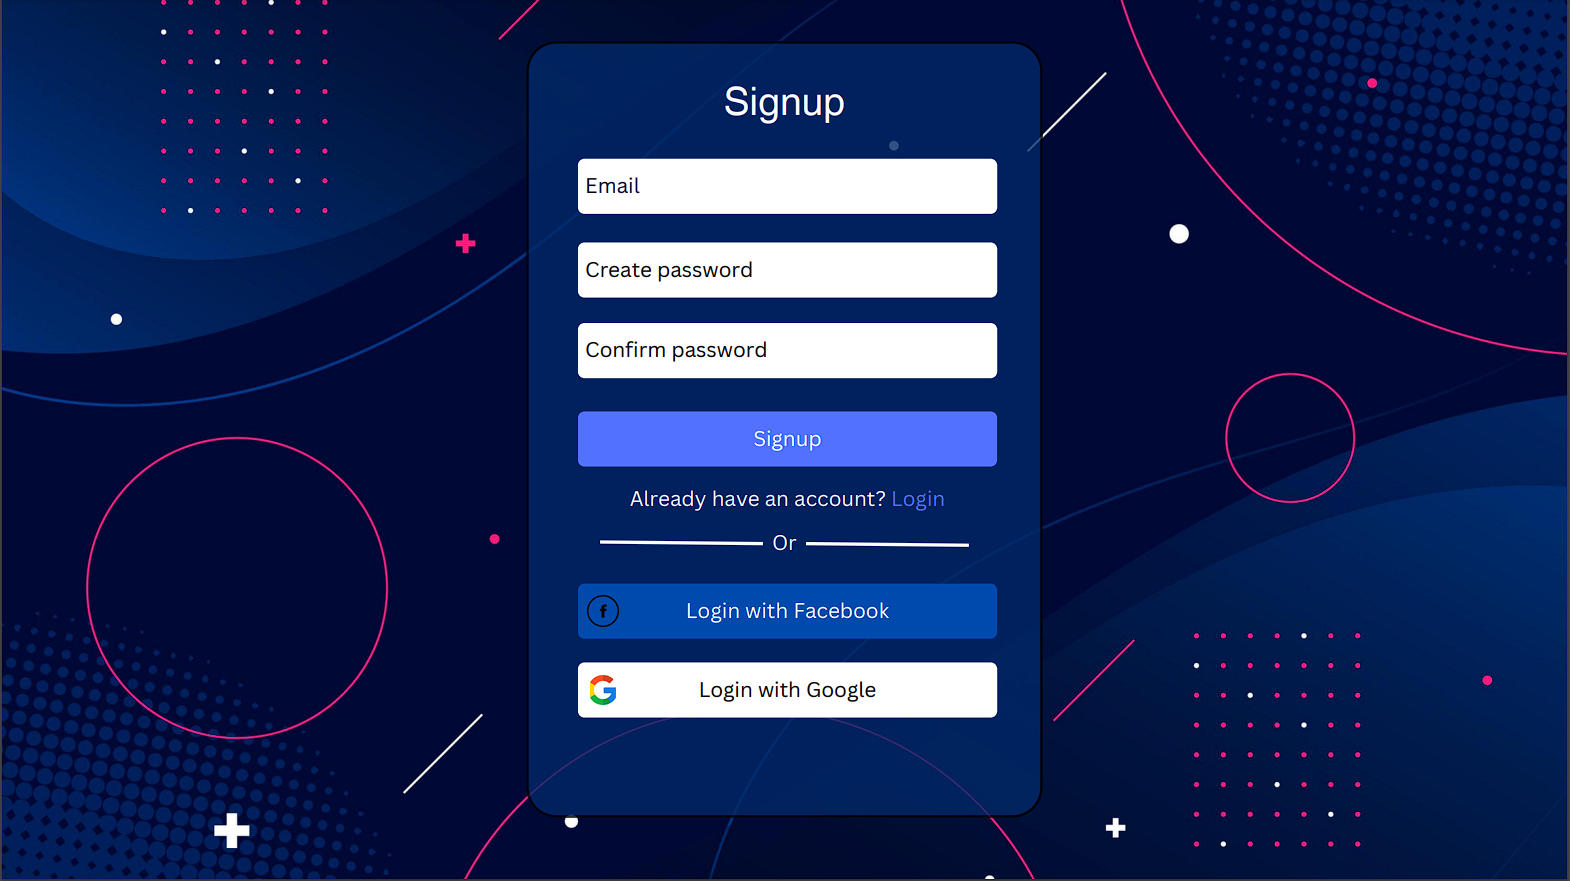 Signup
Email
Create password
Confirm password
Signup
Already have an account? Login
Or
Login with Facebook
Login with Google